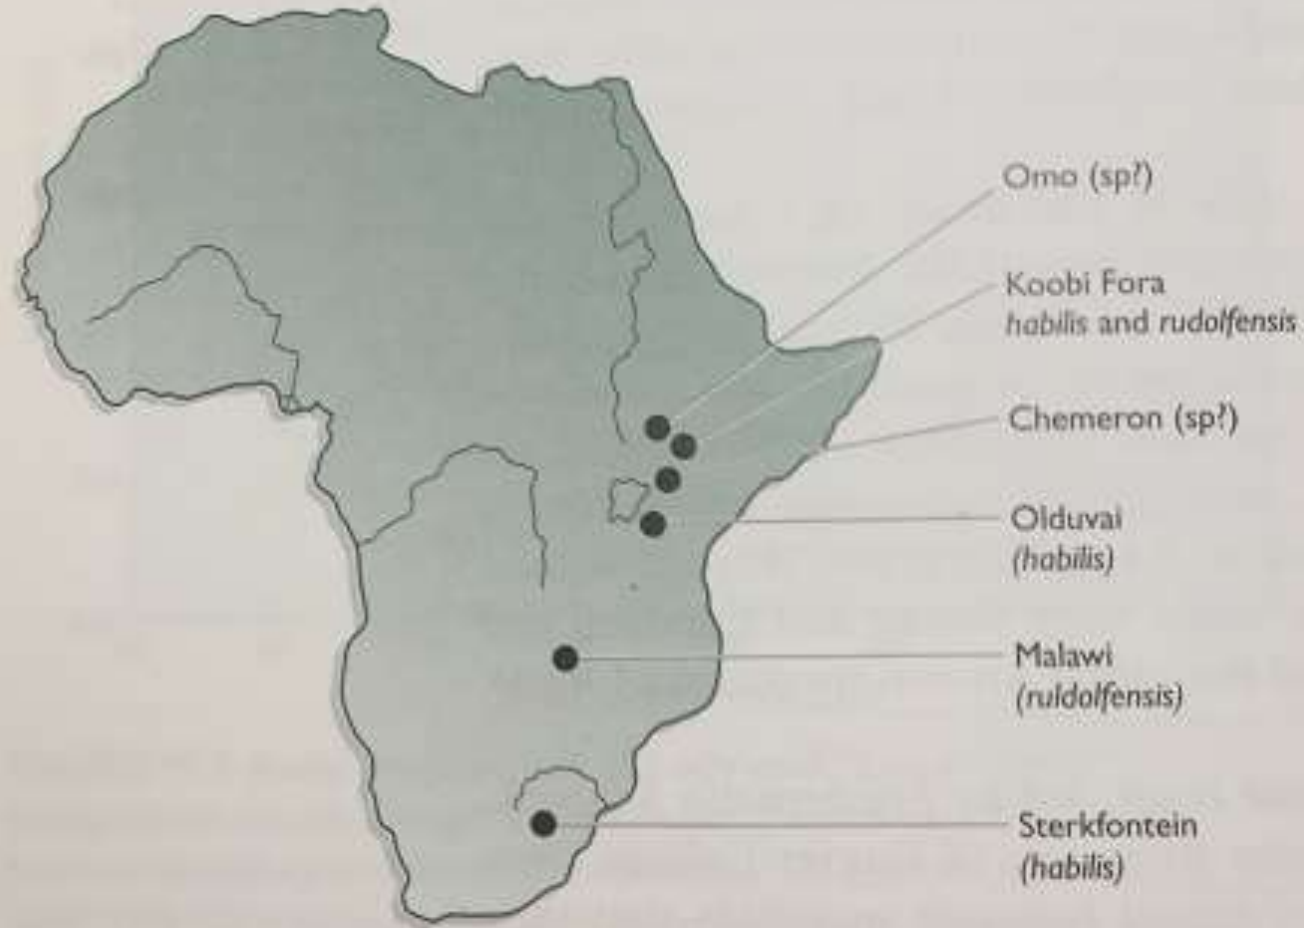 Omo (sp?)
Koobi Fora
habilis and rudolfensis
Chemeron (sp?)
Olduvai
(habilis)
Malawi
(ruldolfensis)
Sterkfontein
(habilis)